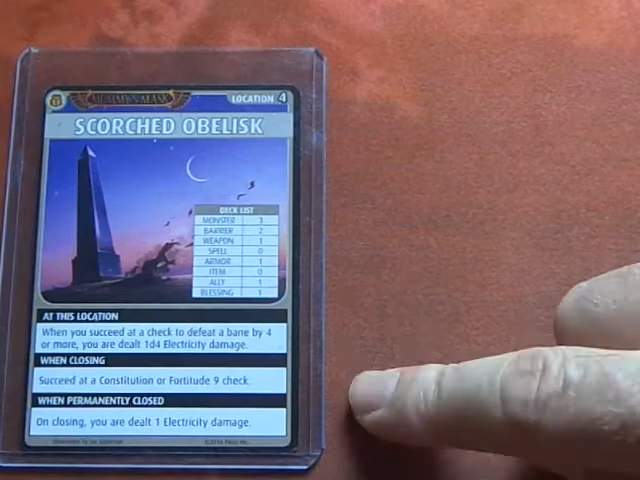 MUMMY'S MASK
LOCATION 4
SCORCHED OBELISK
DECK LIST
MONSTER 3
BARRIER 2
WEAPON 1
SPELL 0
ARMOR 1
ITEM 0
ALLY 1
BLESSING 1
AT THIS LOCATION
When you succeed at a check to defeat a bane by 4
or more, you are dealt 1d4 Electricity damage.
WHEN CLOSING
Succeed at a Constitution or Fortitude 9 check.
WHEN PERMANENTLY CLOSED
On closing, you are dealt 1 Electricity damage.